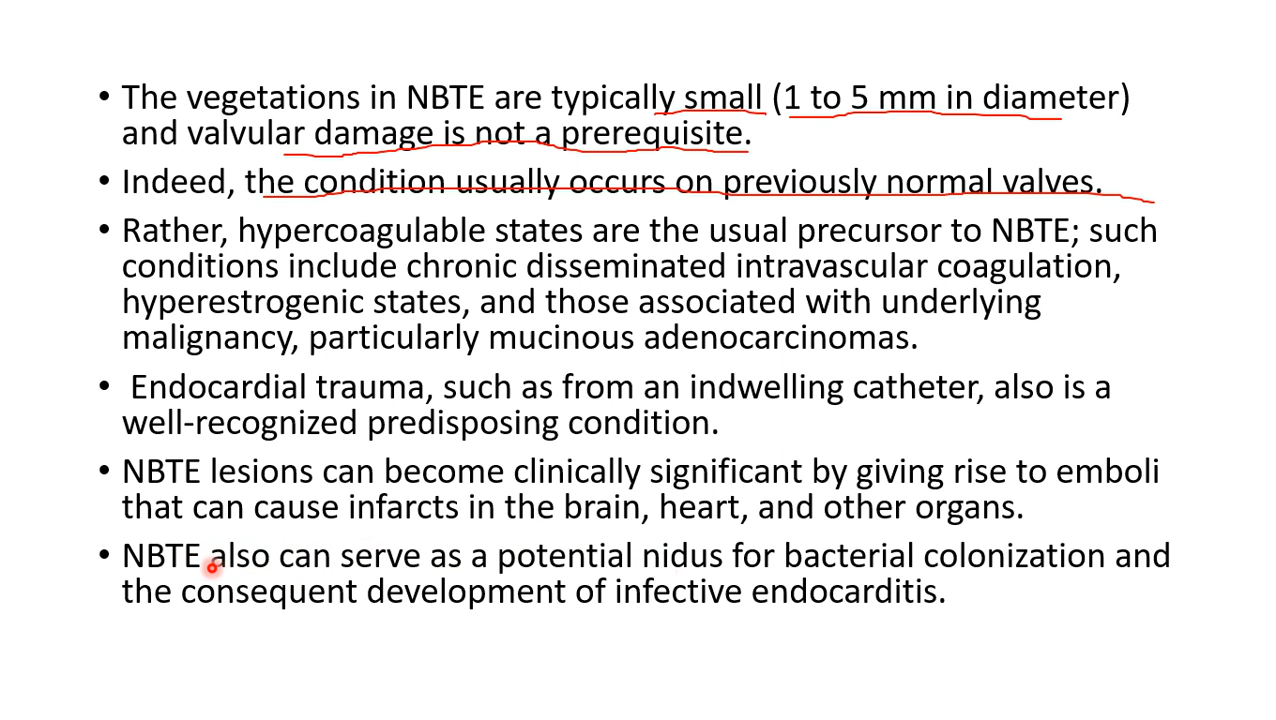 • The vegetations in NBTE are typically small (1 to 5 mm in diameter)
and valvular damage is not a prerequisite.
• Indeed, the condition usually occurs on previously normal valves.
• Rather, hypercoagulable states are the usual precursor to NBTE; such
conditions include chronic disseminated intravascular coagulation,
hyperestrogenic states, and those associated with underlying
malignancy, particularly mucinous adenocarcinomas.
• Endocardial trauma, such as from an indwelling catheter, also is a
well-recognized predisposing condition.
• NBTE lesions can become clinically significant by giving rise to emboli
that can cause infarcts in the brain, heart, and other organs.
• NBTE also can serve as a potential nidus for bacterial colonization and
the consequent development of infective endocarditis.